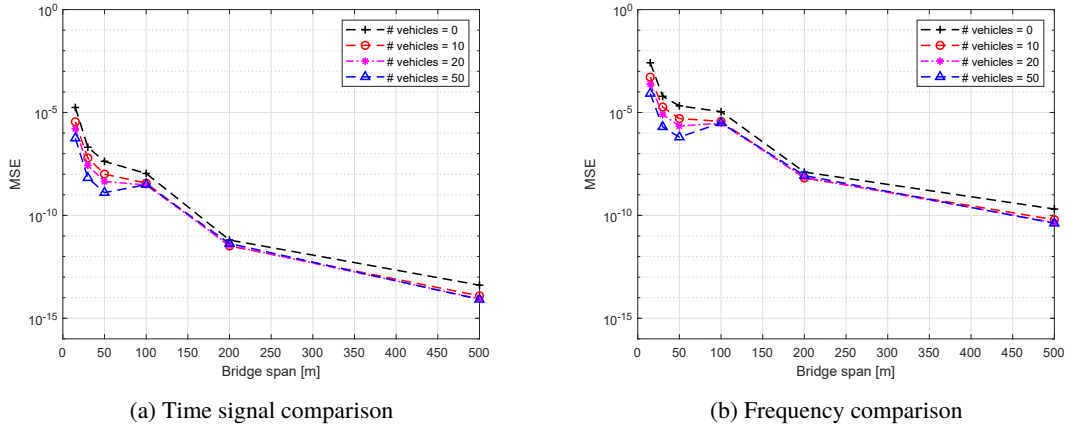 10^0
10^-5
10^-10
10^-15
MSE
0 50 100 150 200 250 300 350 400 450 500
Bridge span [m]
# vehicles = 0
# vehicles = 10
# vehicles = 20
# vehicles = 50
(a) Time signal comparison
10^0
10^-5
10^-10
10^-15
MSE
0 50 100 150 200 250 300 350 400 450 500
Bridge span [m]
# vehicles = 0
# vehicles = 10
# vehicles = 20
# vehicles = 50
(b) Frequency comparison